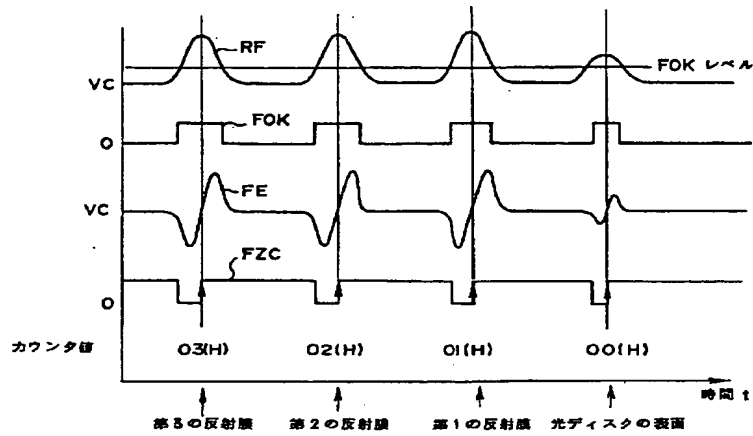 RF
FOK レベル
VC
FOK
O
FE
VC
FZC
O
カウンタ値 03(H) 02(H) 01(H) 00(H)
時間 t
第3の反射膜 第2の反射膜 第1の反射膜 光ディスクの表面